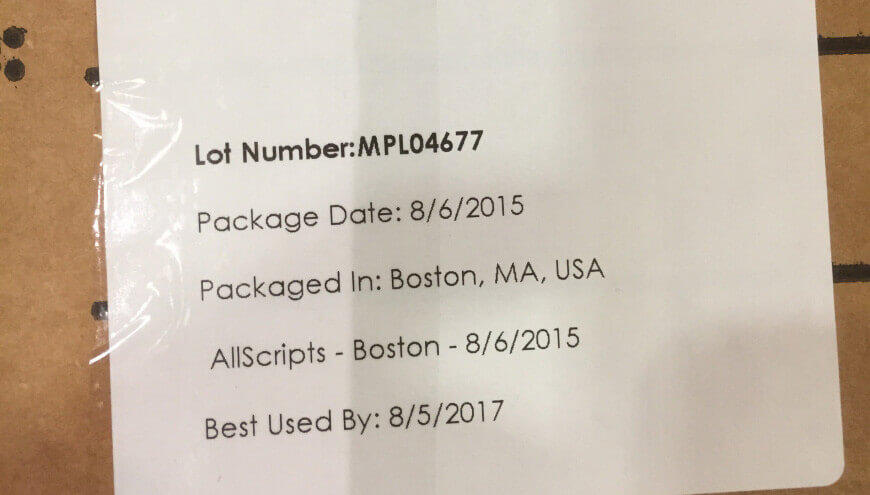 Lot Number:MPL04677
Package Date: 8/6/2015
Packaged In: Boston, MA, USA
AllScripts - Boston - 8/6/2015
Best Used By: 8/5/2017